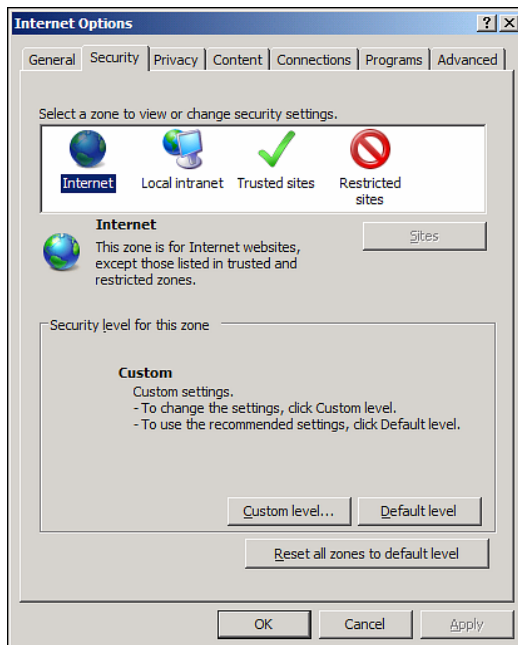 Internet Options
General Security Privacy Content Connections Programs Advanced
Select a zone to view or change security settings.
Internet Local intranet Trusted sites Restricted
sites
Internet
This zone is for Internet websites,
except those listed in trusted and
restricted zones.
Sites
Security level for this zone
Custom
Custom settings.
- To change the settings, click Custom level.
- To use the recommended settings, click Default level.
Custom level... Default level
Reset all zones to default level
OK Cancel Apply